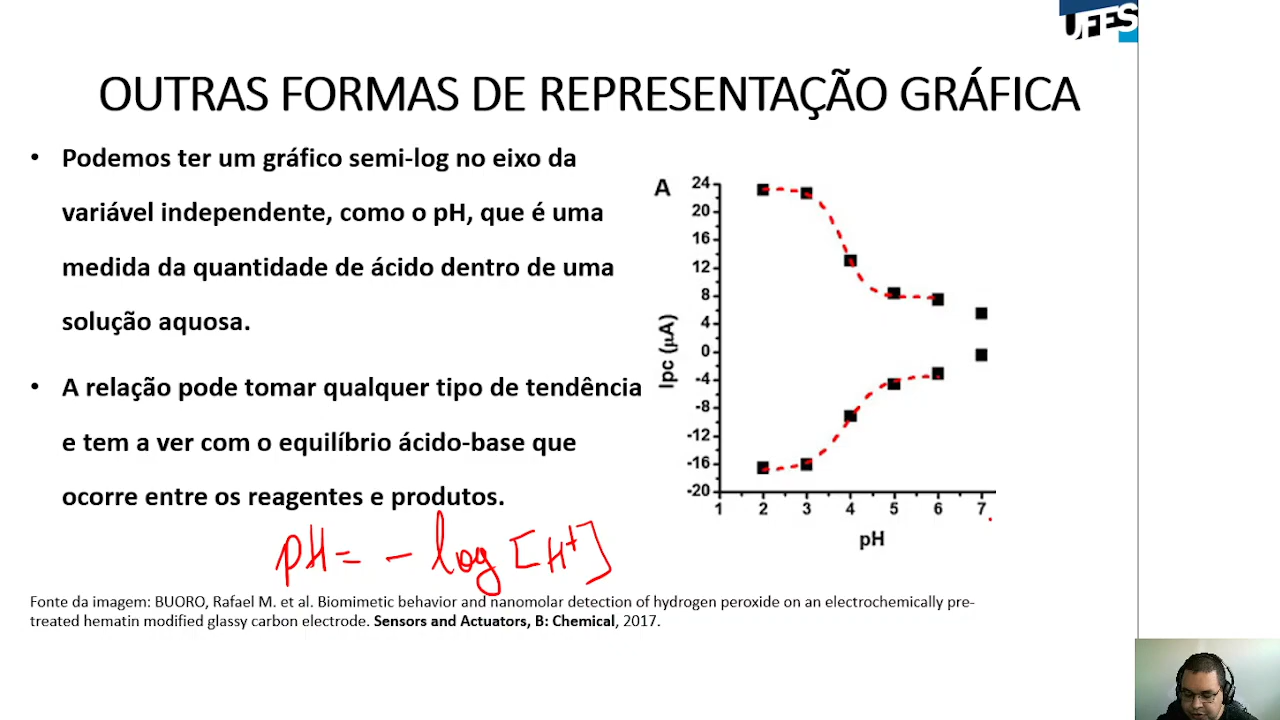 UFES
OUTRAS FORMAS DE REPRESENTAÇÃO GRÁFICA
• Podemos ter um gráfico semi-log no eixo da
variável independente, como o pH, que é uma
medida da quantidade de ácido dentro de uma
solução aquosa.
• A relação pode tomar qualquer tipo de tendência
e tem a ver com o equilíbrio ácido-base que
ocorre entre os reagentes e produtos.
pH = - log [H+]
A
24
20
16
12
8
4
0
-4
-8
-12
-16
-20
Ipc (µA)
1 2 3 4 5 6 7
pH
Fonte da imagem: BUORO, Rafael M. et al. Biomimetic behavior and nanomolar detection of hydrogen peroxide on an electrochemically pre-
treated hematin modified glassy carbon electrode. Sensors and Actuators, B: Chemical, 2017.